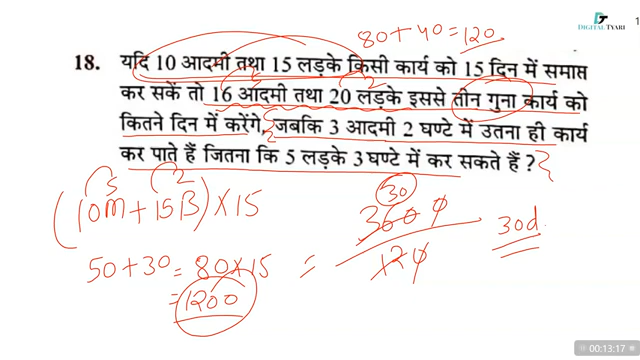 DIGITAL TYARI
80+40=120
18. यदि 10 आदमी तथा 15 लड़के किसी कार्य को 15 दिन में समाप्त
कर सकें तो 16 आदमी तथा 20 लड़के इससे तीन गुना कार्य को
कितने दिन में करेंगे, जबकि 3 आदमी 2 घण्टे में उतना ही कार्य
कर पाते हैं जितना कि 5 लड़के 3 घण्टे में कर सकते हैं ?
5 2
(10M+15B)×15
50+30=80×15
=1200
30
= 3600
120
30d.
00:13:17